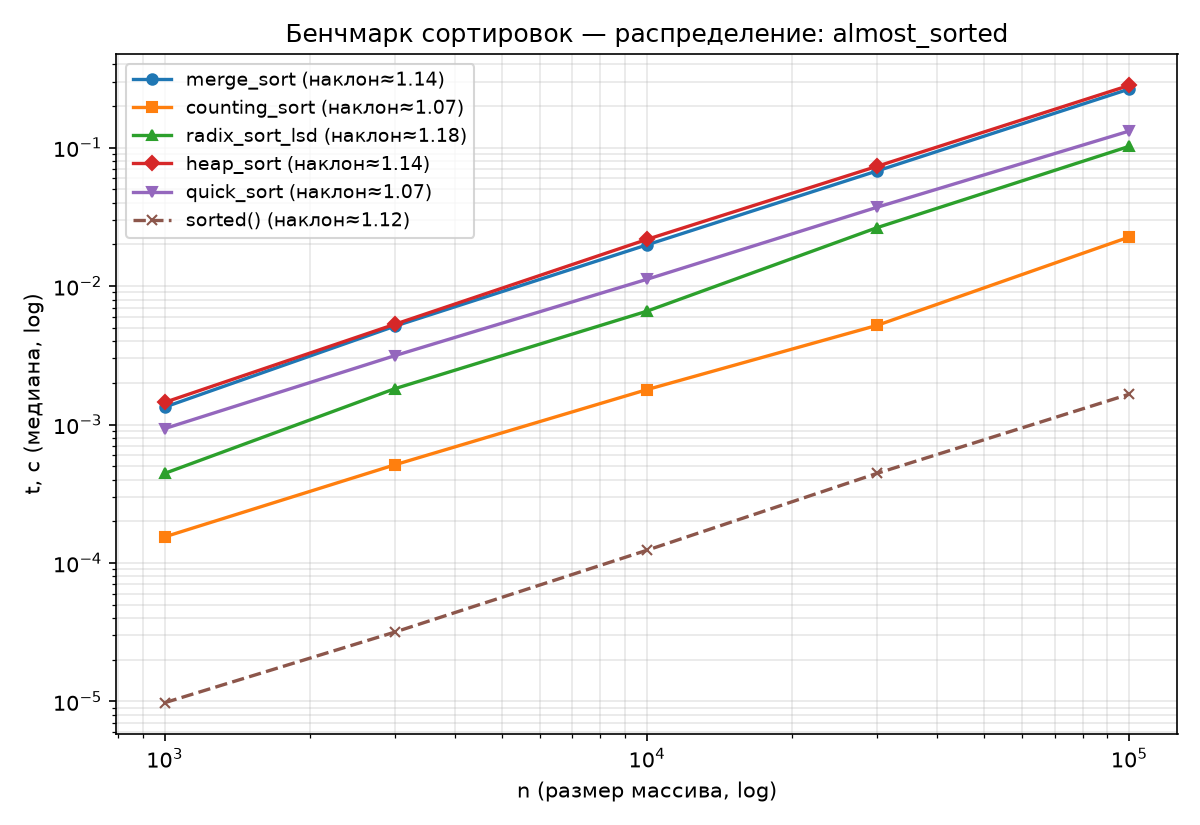 Бенчмарк сортировок — распределение: almost_sorted
merge_sort (наклон≈1.14)
counting_sort (наклон≈1.07)
radix_sort_lsd (наклон≈1.18)
heap_sort (наклон≈1.14)
quick_sort (наклон≈1.07)
sorted() (наклон≈1.12)
t, с (медиана, log)
10⁻¹
10⁻²
10⁻³
10⁻⁴
10⁻⁵
10³ 10⁴ 10⁵
n (размер массива, log)